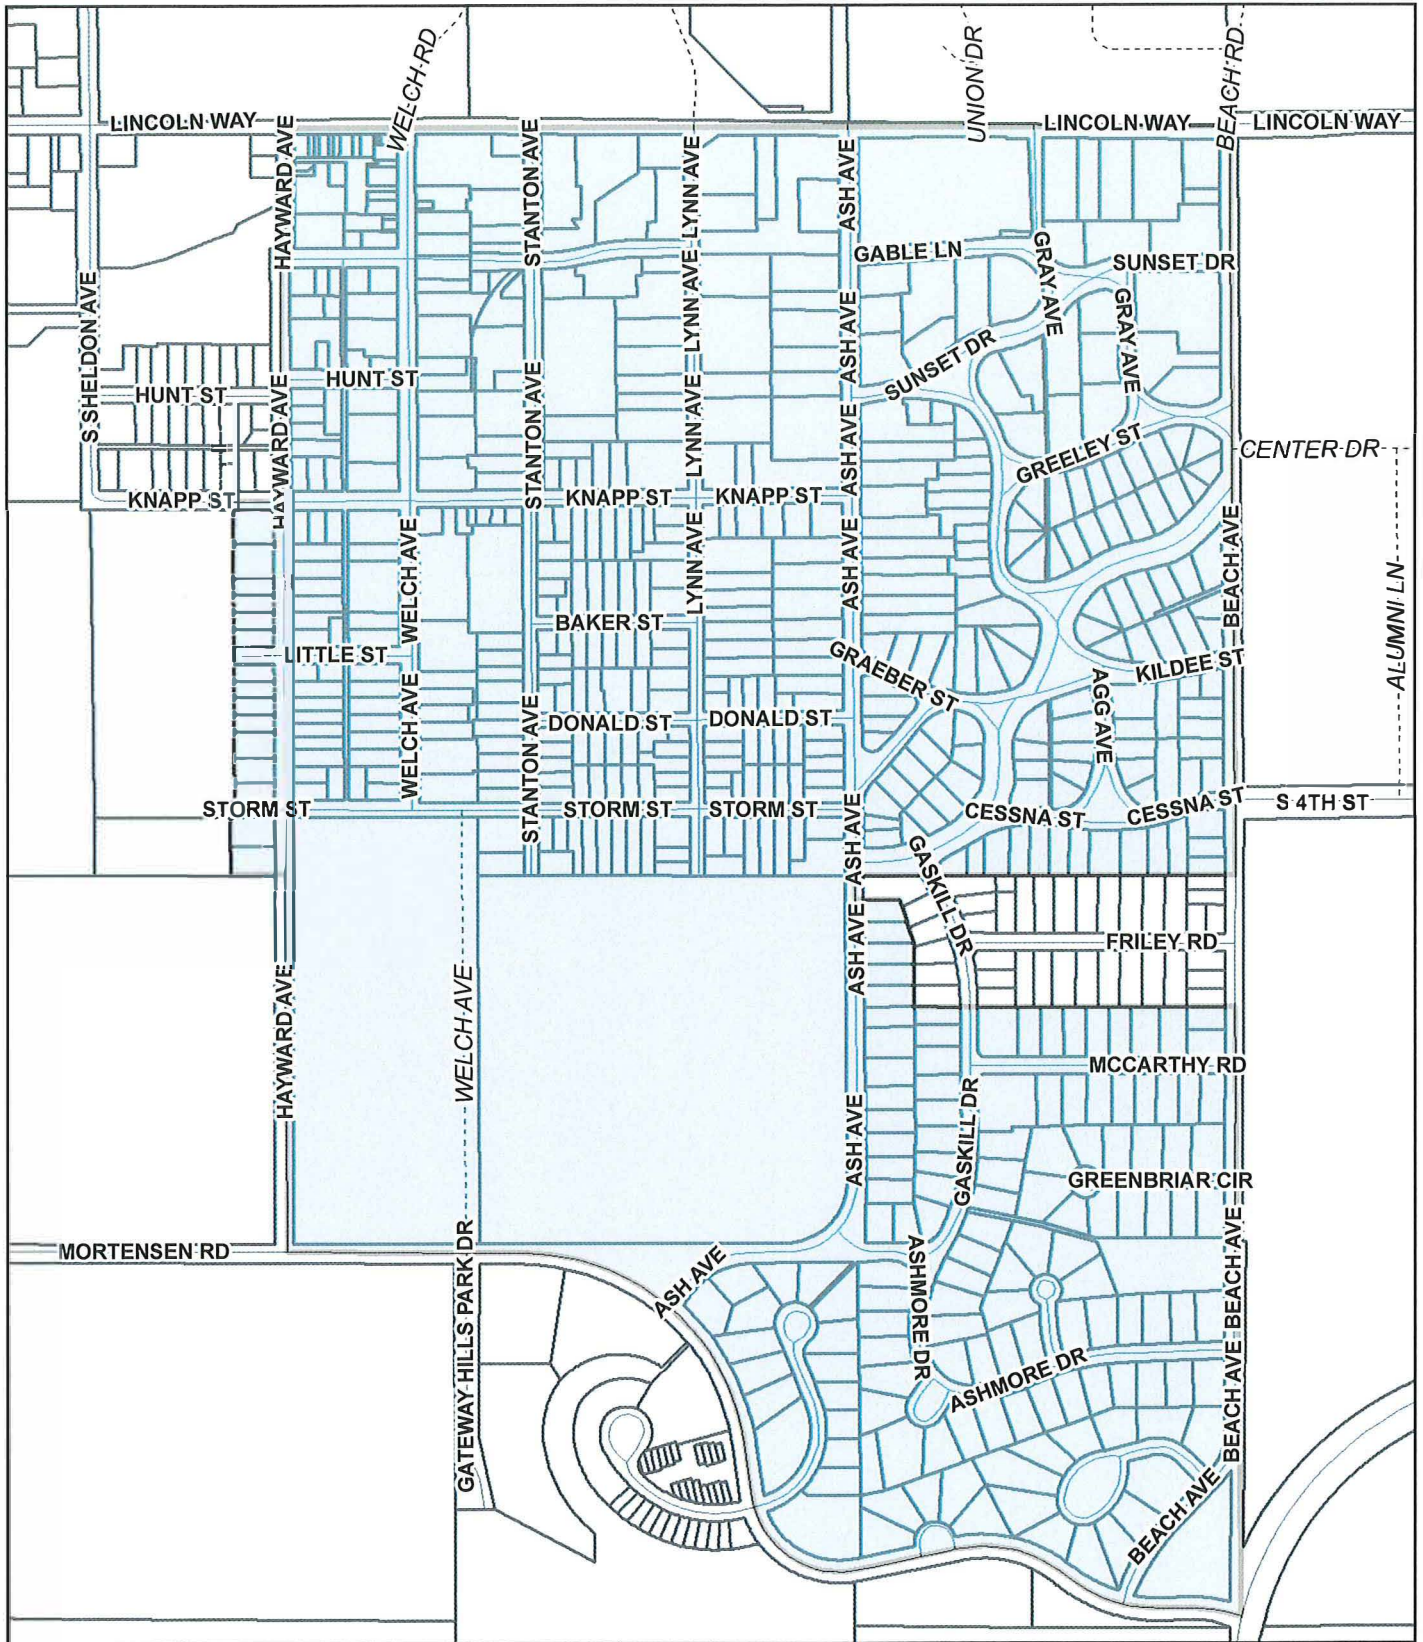 WELCH RD
UNION DR
BEACH RD
LINCOLN WAY
LINCOLN WAY
LINCOLN WAY
HAYWARD AVE
STANTON AVE
LYNN AVE
ASH AVE
GABLE LN
GRAY AVE
SUNSET DR
HAYWARD AVE
S SHELDON AVE
LYNN AVE
ASH AVE
SUNSET DR
GRAY AVE
HUNT ST
HUNT ST
STANTON AVE
LYNN AVE
ASH AVE
GREELEY ST
CENTER DR
KNAPP ST
KNAPP ST
KNAPP ST
WELCH AVE
LYNN AVE
ASH AVE
BEACH AVE
ALUMNI LN
BAKER ST
LITTLE ST
GRAEBER ST
KILDEE ST
AGG AVE
WELCH AVE
STANTON AVE
DONALD ST
DONALD ST
STORM ST
STORM ST
STORM ST
ASH AVE
CESSNA ST
CESSNA ST
S 4TH ST
GASKILL DR
FRILEY RD
ASH AVE
HAYWARD AVE
WELCH AVE
MCCARTHY RD
ASH AVE
GASKILL DR
GREENBRIAR CIR
MORTENSEN RD
GATEWAY HILLS PARK DR
ASH AVE
ASHMORE DR
BEACH AVE
ASHMORE DR
BEACH AVE
BEACH AVE